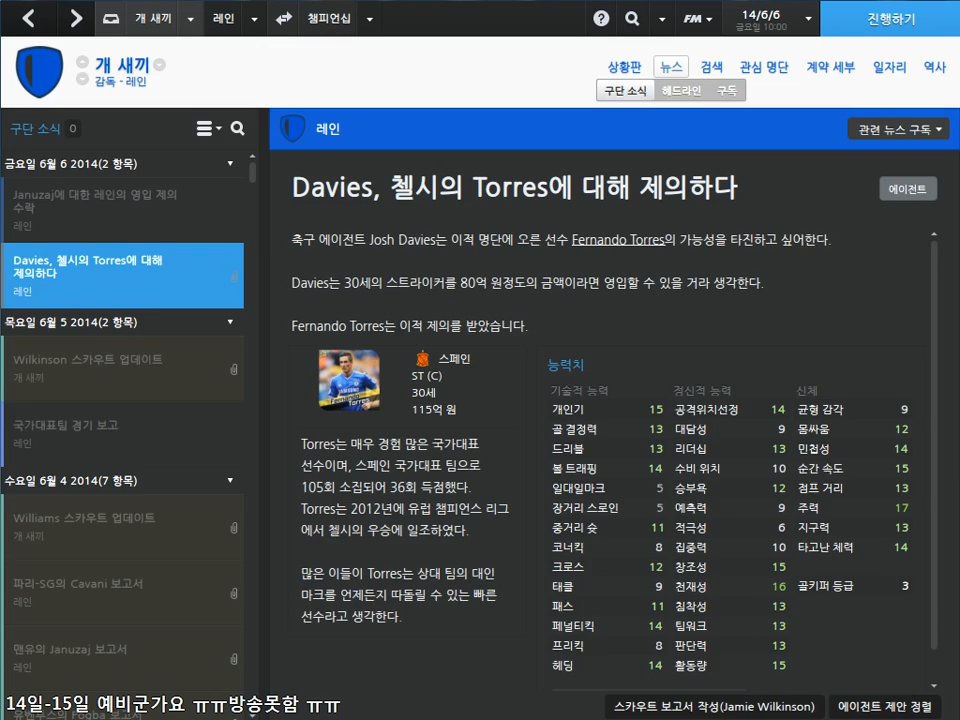 개 새끼 레인 챔피언십 ? FM 14/6/6 진행하기
금요일 10:00
개 새끼
감독 - 레인
상황판 뉴스 검색 관심 명단 계약 세부 일자리 역사
구단 소식 헤드라인 구독
구단 소식 0
레인 관련 뉴스 구독
금요일 6월 6 2014(2 항목)
Januzaj에 대한 레인의 영입 제의
수락
레인
Davies, 첼시의 Torres에 대해
제의하다
레인
목요일 6월 5 2014(2 항목)
Wilkinson 스카우트 업데이트
개 새끼
국가대표팀 경기 보고
레인
수요일 6월 4 2014(7 항목)
Williams 스카우트 업데이트
개 새끼
파리-SG의 Cavani 보고서
레인
맨유의 Januzaj 보고서
레인
유벤투스의 Pogba 보고서
Davies, 첼시의 Torres에 대해 제의하다
에이전트
축구 에이전트 Josh Davies는 이적 명단에 오른 선수 Fernando Torres의 가능성을 타진하고 싶어한다.
Davies는 30세의 스트라이커를 80억 원정도의 금액이라면 영입할 수 있을 거라 생각한다.
Fernando Torres는 이적 제의를 받았습니다.
SAMSUNG
Fernando
Torres
스페인
ST (C)
30세
115억 원
Torres는 매우 경험 많은 국가대표
선수이며, 스페인 국가대표 팀으로
105회 소집되어 36회 득점했다.
Torres는 2012년에 유럽 챔피언스 리그
에서 첼시의 우승에 일조하였다.
많은 이들이 Torres는 상대 팀의 대인
마크를 언제든지 따돌릴 수 있는 빠른
선수라고 생각한다.
능력치
기술적 능력 정신적 능력 신체
개인기 15 공격위치선정 14 균형 감각 9
골 결정력 13 대담성 9 몸싸움 12
드리블 13 리더십 13 민첩성 14
볼 트래핑 14 수비 위치 10 순간 속도 15
일대일마크 5 승부욕 12 점프 거리 13
장거리 스로인 5 예측력 9 주력 17
중거리 슛 11 적극성 6 지구력 13
코너킥 8 집중력 10 타고난 체력 14
크로스 12 창조성 15
태클 9 천재성 16 골키퍼 등급 3
패스 11 침착성 13
페널티킥 14 팀워크 13
프리킥 8 판단력 13
헤딩 14 활동량 15
14일-15일 예비군가요 ㅠㅠ방송못함 ㅠㅠ
스카우트 보고서 작성(Jamie Wilkinson) 에이전트 제안 정렬